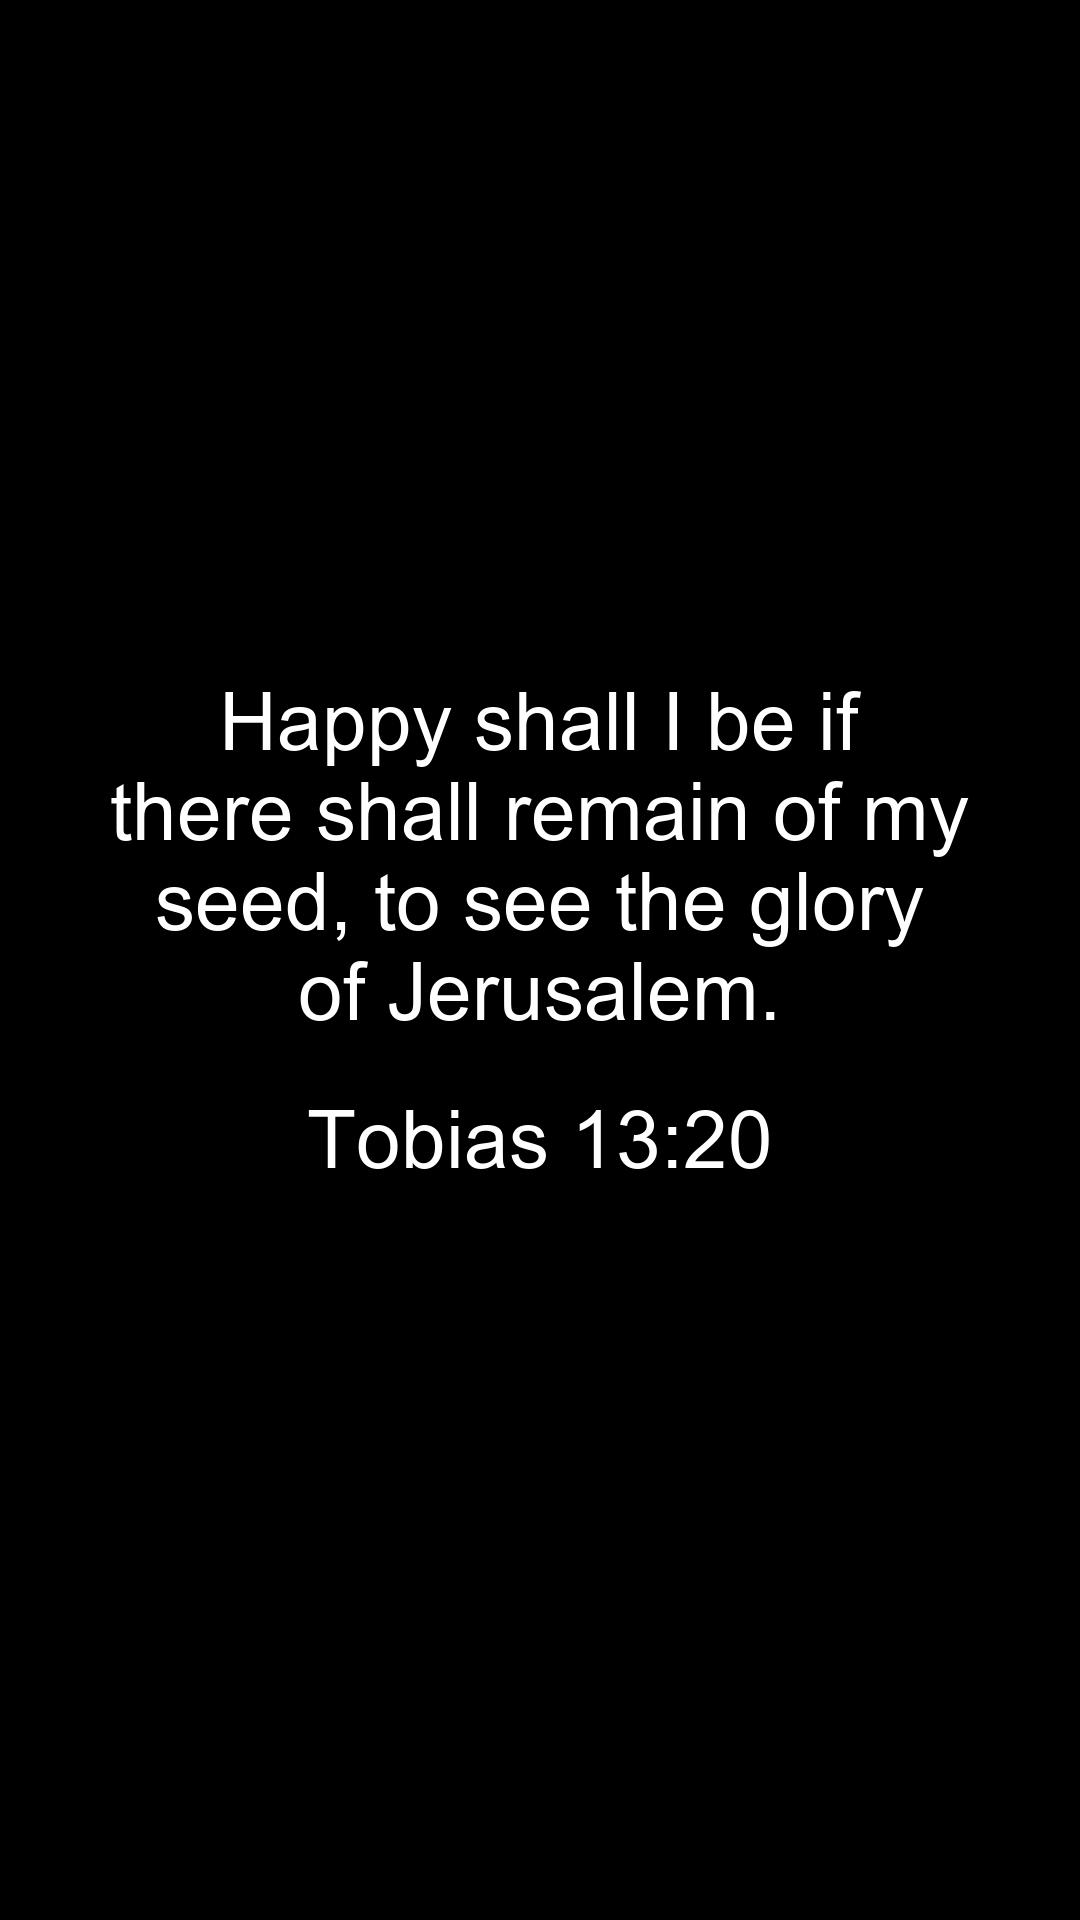 Happy shall I be if
there shall remain of my
seed, to see the glory
of Jerusalem.
Tobias 13:20